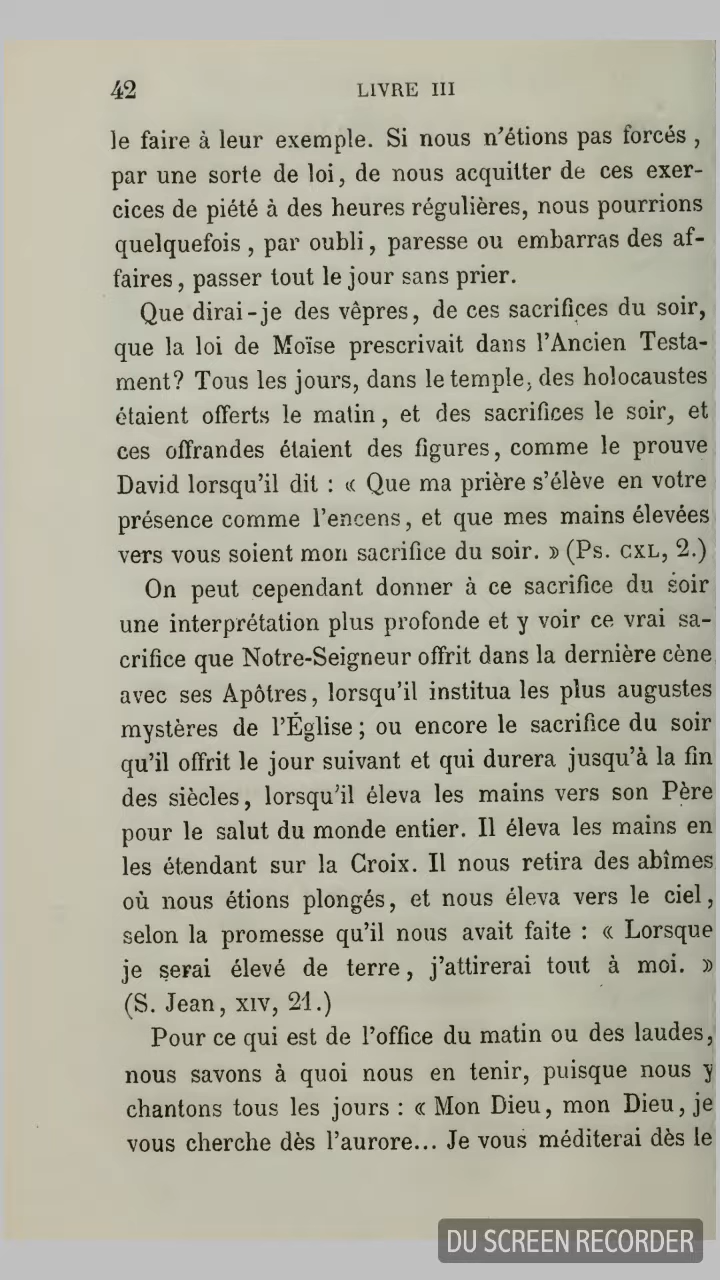 42 LIVRE III
le faire à leur exemple. Si nous n'étions pas forcés ,
par une sorte de loi, de nous acquitter de ces exer-
cices de piété à des heures régulières, nous pourrions
quelquefois , par oubli , paresse ou embarras des af-
faires , passer tout le jour sans prier.
Que dirai-je des vêpres, de ces sacrifices du soir,
que la loi de Moïse prescrivait dans l'Ancien Testa-
ment? Tous les jours, dans le temple, des holocaustes
étaient offerts le matin , et des sacrifices le soir, et
ces offrandes étaient des figures, comme le prouve
David lorsqu'il dit : « Que ma prière s'élève en votre
présence comme l'encens, et que mes mains élevées
vers vous soient mon sacrifice du soir. » (Ps. CXL, 2.)
On peut cependant donner à ce sacrifice du soir
une interprétation plus profonde et y voir ce vrai sa-
crifice que Notre-Seigneur offrit dans la dernière cène
avec ses Apôtres, lorsqu'il institua les plus augustes
mystères de l'Église ; ou encore le sacrifice du soir
qu'il offrit le jour suivant et qui durera jusqu'à la fin
des siècles, lorsqu'il éleva les mains vers son Père
pour le salut du monde entier. Il éleva les mains en
les étendant sur la Croix. Il nous retira des abîmes
où nous étions plongés, et nous éleva vers le ciel,
selon la promesse qu'il nous avait faite : « Lorsque
je serai élevé de terre, j'attirerai tout à moi. »
(S. Jean, XIV, 21.)
Pour ce qui est de l'office du matin ou des laudes,
nous savons à quoi nous en tenir, puisque nous y
chantons tous les jours : « Mon Dieu, mon Dieu, je
vous cherche dès l'aurore... Je vous méditerai dès le
DU SCREEN RECORDER